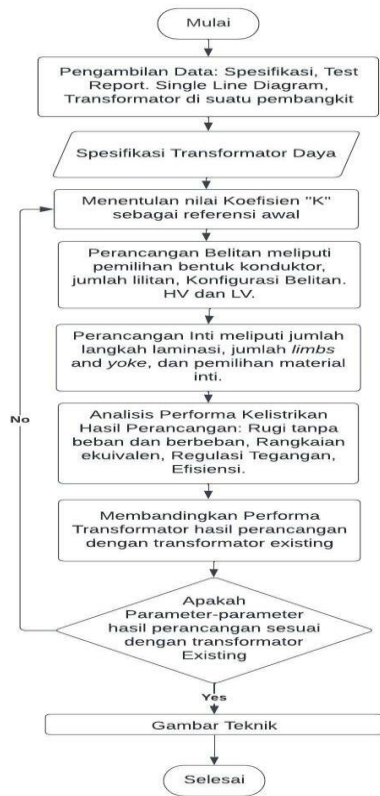 Mulai
Pengambilan Data: Spesifikasi, Test
Report. Single Line Diagram,
Transformator di suatu pembangkit
Spesifikasi Transformator Daya
Menentulan nilai Koefisien "K"
sebagai referensi awal
Perancangan Belitan meliputi
pemilihan bentuk konduktor,
jumlah lilitan, Konfigurasi Belitan.
HV dan LV.
Perancangan Inti meliputi jumlah
langkah laminasi, jumlah limbs
and yoke, dan pemilihan material
inti.
No
Analisis Performa Kelistrikan
Hasil Perancangan: Rugi tanpa
beban dan berbeban, Rangkaian
ekuivalen, Regulasi Tegangan,
Efisiensi.
Membandingkan Performa
Transformator hasil perancangan
dengan transformator existing
Apakah
Parameter-parameter
hasil perancangan sesuai
dengan transformator
Existing
Yes
Gambar Teknik
Selesai